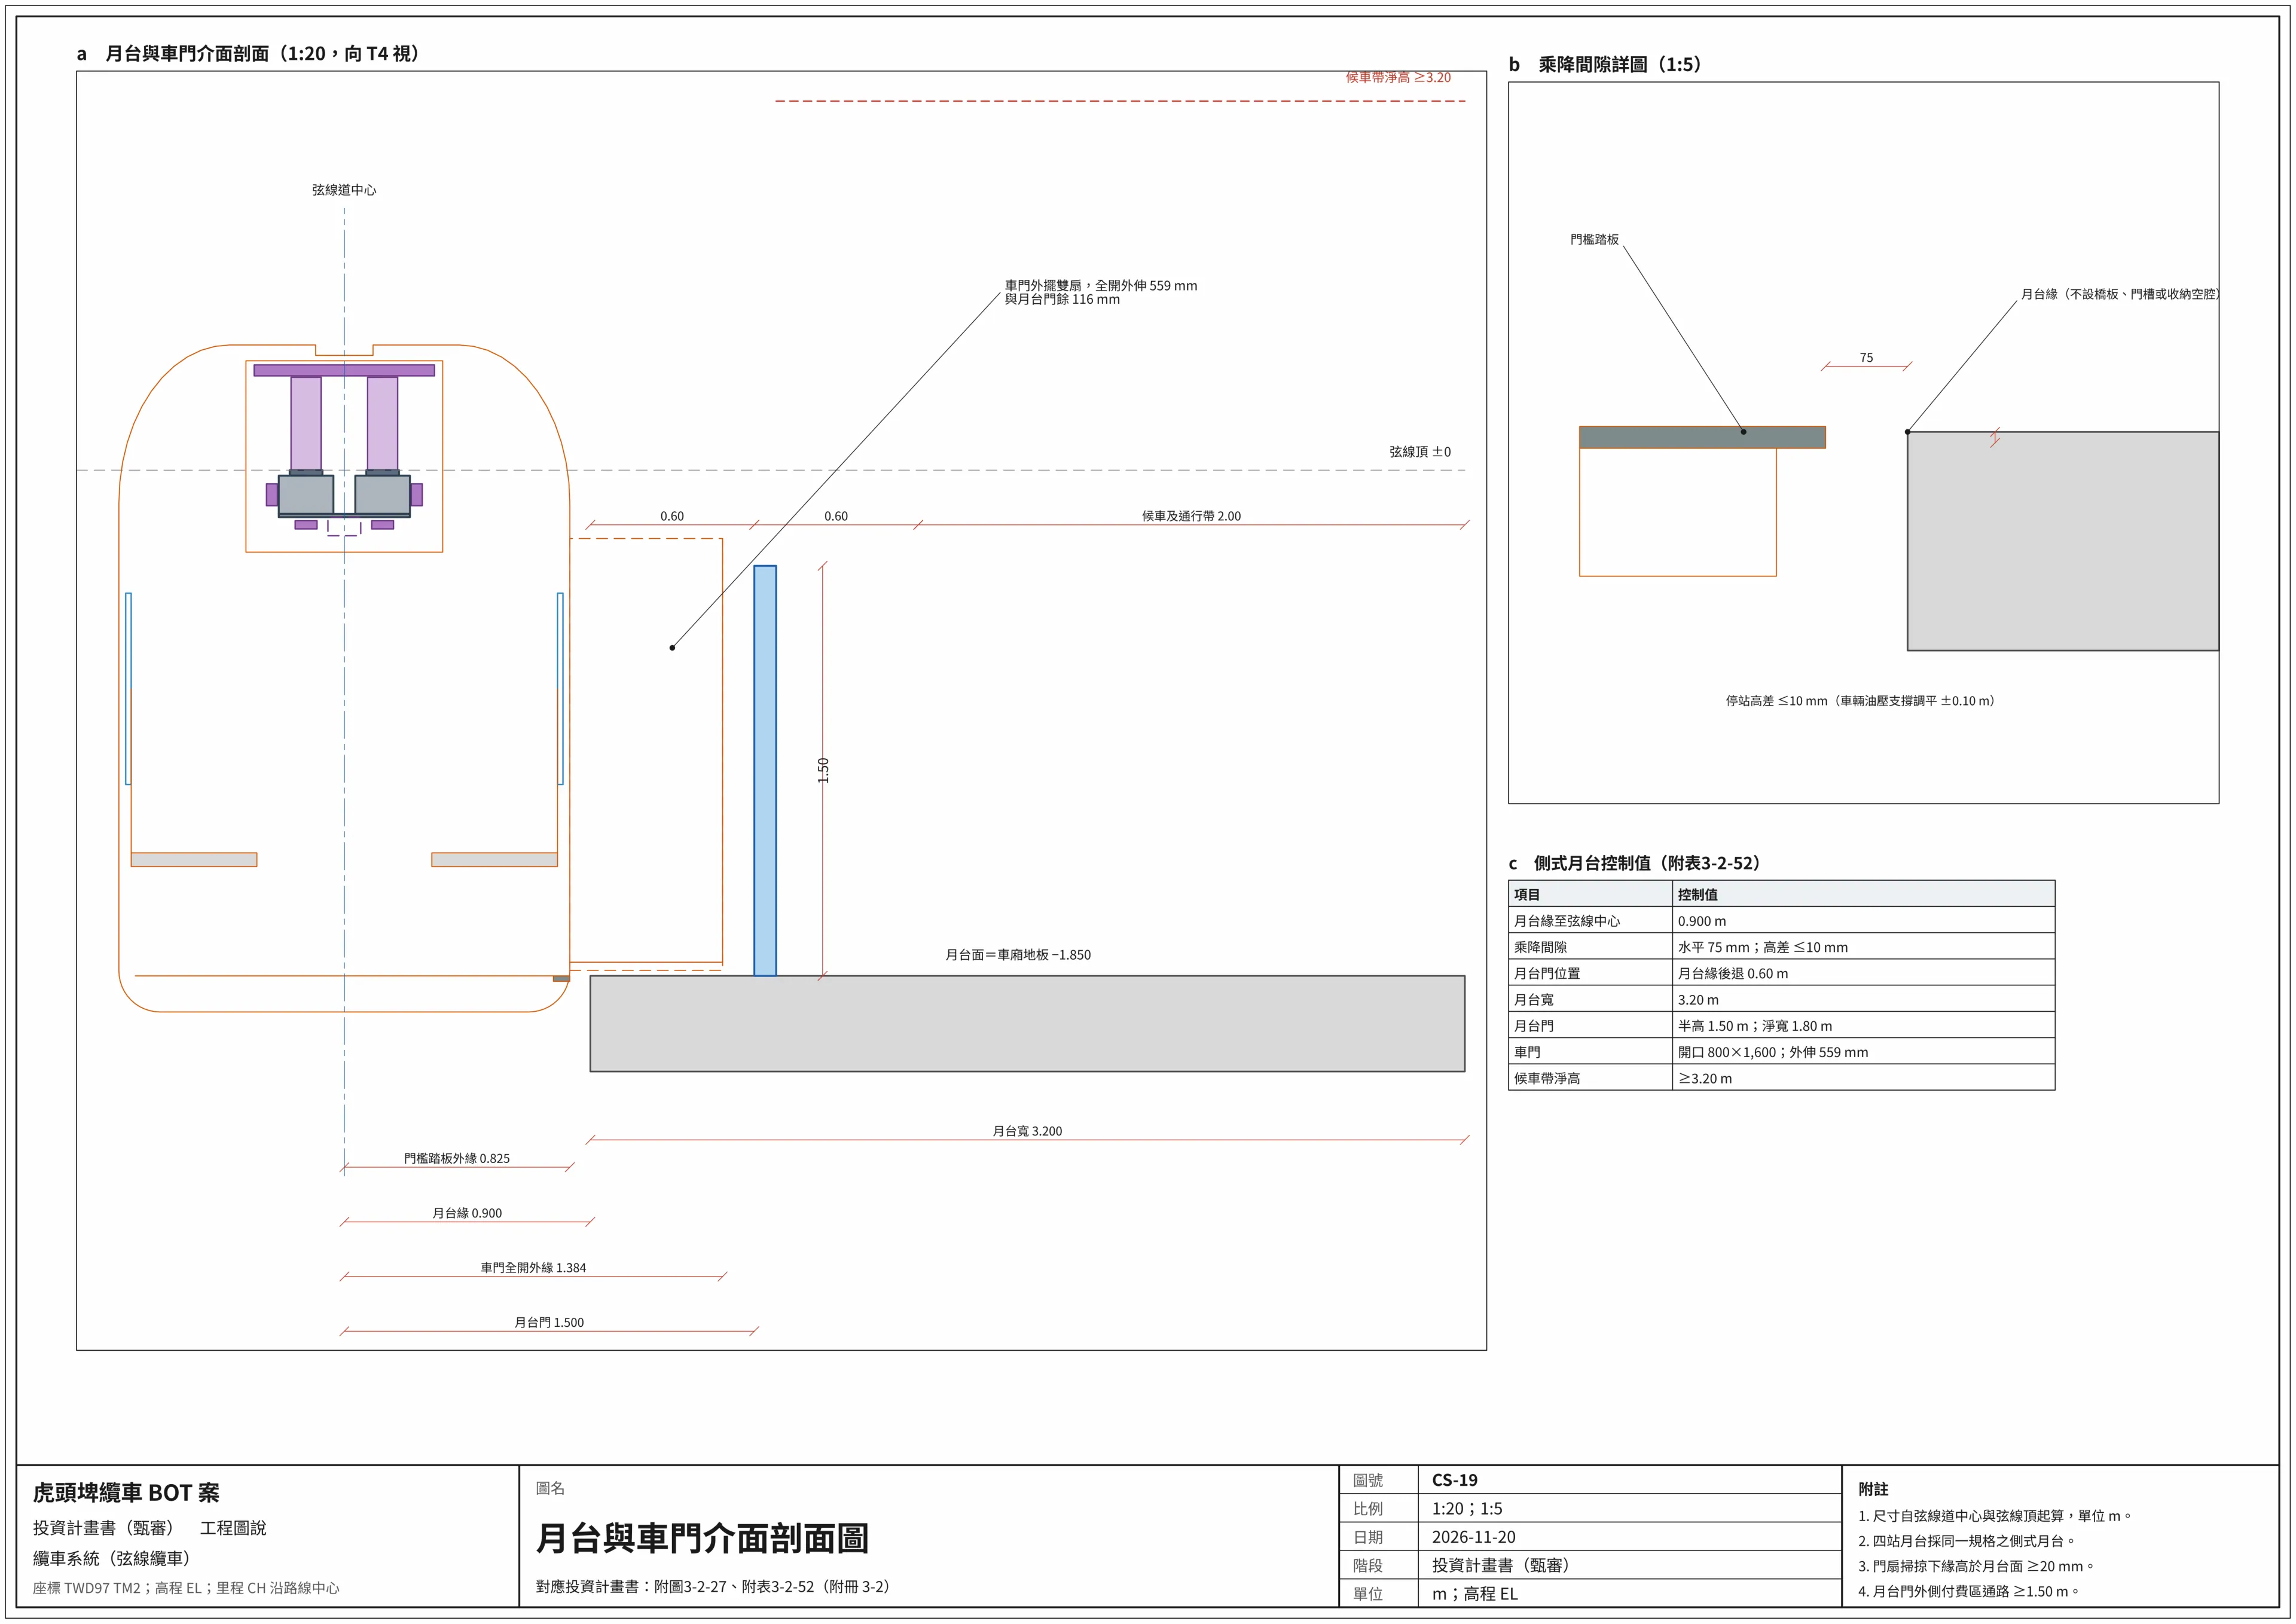 a 月台與車門介面剖面（1:20，向 T4 視）
候車帶淨高 ≥3.20
弦線道中心
車門外擺雙扇，全開外伸 559 mm
與月台門餘 116 mm
弦線頂 ±0
0.60
0.60
候車及通行帶 2.00
1.50
月台面＝車廂地板 −1.850
月台寬 3.200
門檻踏板外緣 0.825
月台緣 0.900
車門全開外緣 1.384
月台門 1.500
b 乘降間隙詳圖（1:5）
門檻踏板
月台緣（不設橋板、門槽或收納空腔）
75
停站高差 ≤10 mm（車輛油壓支撐調平 ±0.10 m）
c 側式月台控制值（附表3-2-52）
項目 控制值
月台緣至弦線中心 0.900 m
乘降間隙 水平 75 mm；高差 ≤10 mm
月台門位置 月台緣後退 0.60 m
月台寬 3.20 m
月台門 半高 1.50 m；淨寬 1.80 m
車門 開口 800×1,600；外伸 559 mm
候車帶淨高 ≥3.20 m
虎頭埤纜車 BOT 案
投資計畫書（甄審） 工程圖說
纜車系統（弦線纜車）
座標 TWD97 TM2；高程 EL；里程 CH 沿路線中心
圖名
月台與車門介面剖面圖
對應投資計畫書：附圖3-2-27、附表3-2-52（附冊 3-2）
圖號 CS-19
比例 1:20；1:5
日期 2026-11-20
階段 投資計畫書（甄審）
單位 m；高程 EL
附註
1. 尺寸自弦線道中心與弦線頂起算，單位 m。
2. 四站月台採同一規格之側式月台。
3. 門扇掃掠下緣高於月台面 ≥20 mm。
4. 月台門外側付費區通路 ≥1.50 m。